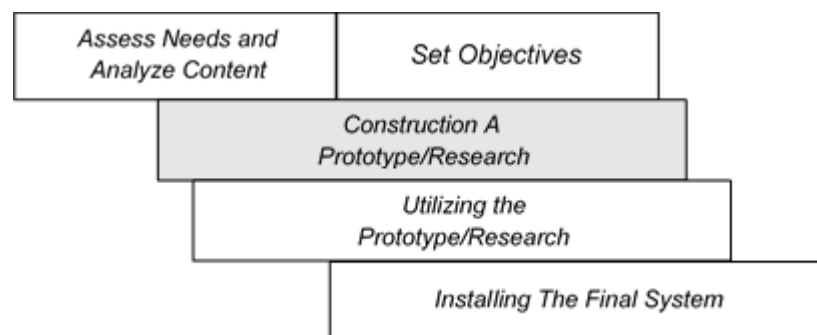 Assess Needs and
Analyze Content
Set Objectives
Construction A
Prototype/Research
Utilizing the
Prototype/Research
Installing The Final System